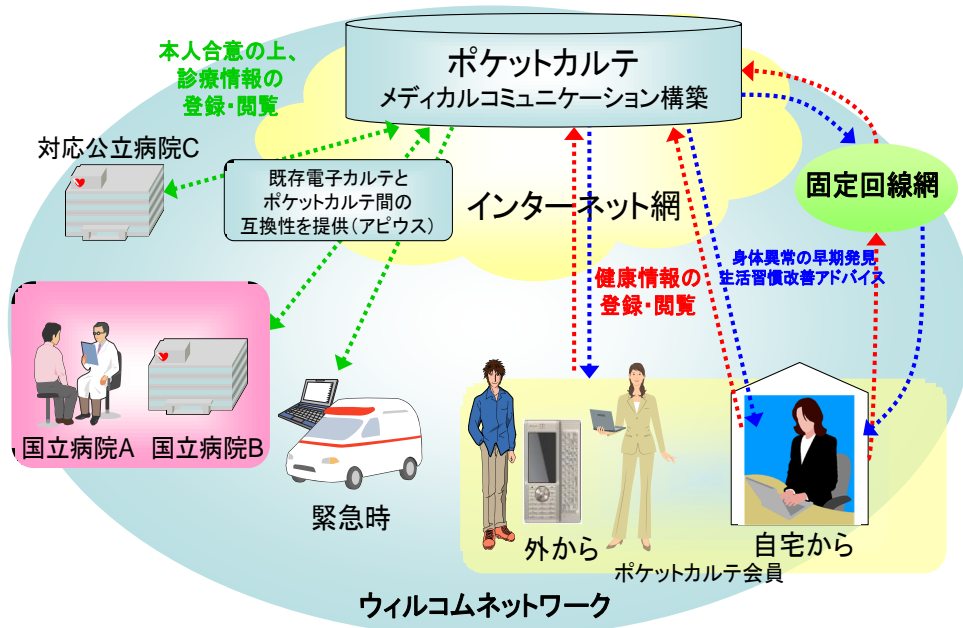 ポケットカルテ
メディカルコミュニケーション構築
本人合意の上、
診療情報の
登録・閲覧
対応公立病院C
既存電子カルテと
ポケットカルテ間の
互換性を提供(アピウス)
インターネット網
固定回線網
身体異常の早期発見
生活習慣改善アドバイス
健康情報の
登録・閲覧
国立病院A
国立病院B
緊急時
外から
自宅から
ポケットカルテ会員
ウィルコムネットワーク